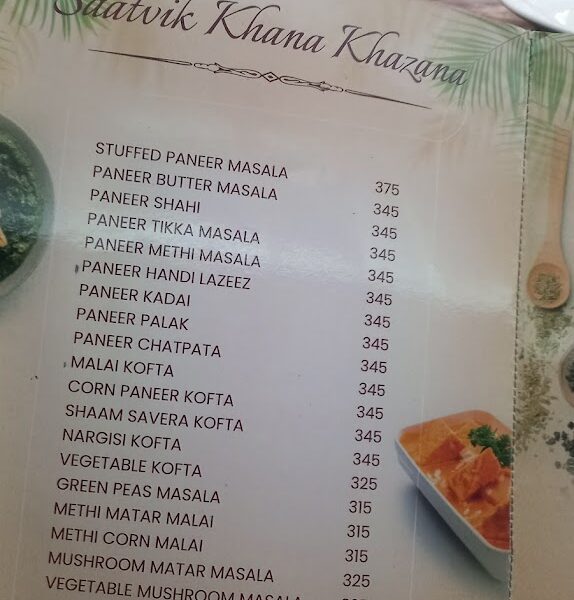 Saatvik Khana Khazana
STUFFED PANEER MASALA 375
PANEER BUTTER MASALA 345
PANEER SHAHI 345
PANEER TIKKA MASALA 345
PANEER METHI MASALA 345
PANEER HANDI LAZEEZ 345
PANEER KADAI 345
PANEER PALAK 345
PANEER CHATPATA 345
MALAI KOFTA 345
CORN PANEER KOFTA 345
SHAAM SAVERA KOFTA 345
NARGISI KOFTA 345
VEGETABLE KOFTA 325
GREEN PEAS MASALA 315
METHI MATAR MALAI 315
METHI CORN MALAI 315
MUSHROOM MATAR MASALA 325
VEGETABLE MUSHROOM MASALA